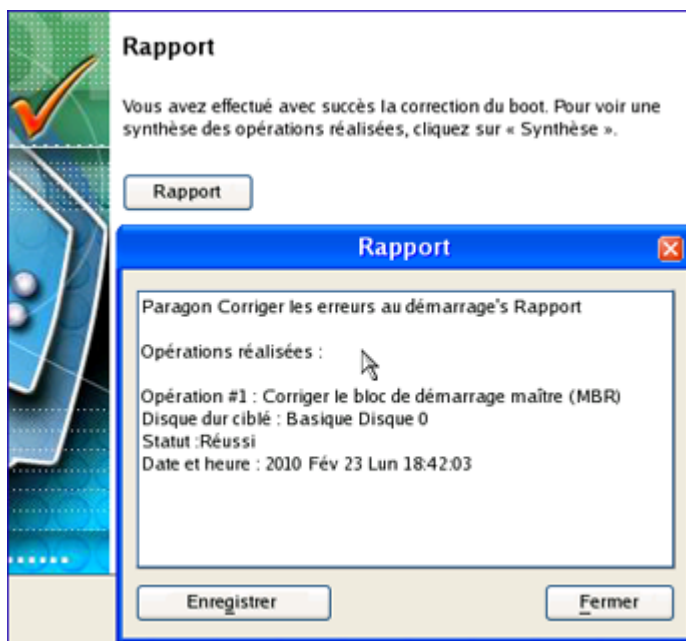 Rapport
Vous avez effectué avec succès la correction du boot. Pour voir une
synthèse des opérations réalisées, cliquez sur « Synthèse ».
Rapport
Rapport
Paragon Corriger les erreurs au démarrage's Rapport
Opérations réalisées :
Opération #1 : Corriger le bloc de démarrage maître (MBR)
Disque dur ciblé : Basique Disque 0
Statut :Réussi
Date et heure : 2010 Fév 23 Lun 18:42:03
Enregistrer
Fermer